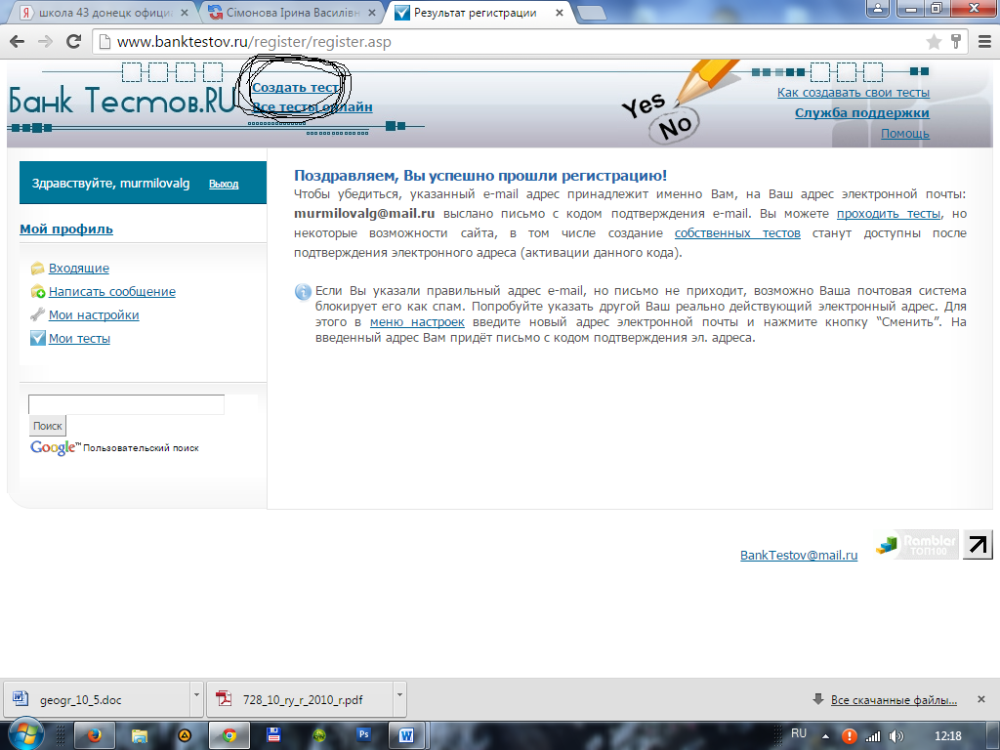 школа 43 донецк официа
Сімонова Ірина Василівн
Результат регистрации
www.banktestov.ru/register/register.asp
Банк Тестов.RU
Создать тест
Все тесты онлайн
Yes
No
Как создавать свои тесты
Служба поддержки
Помощь
Здравствуйте, murmilovalg Выход
Мой профиль
Входящие
Написать сообщение
Мои настройки
Мои тесты
Поиск
Google™ Пользовательский поиск
Поздравляем, Вы успешно прошли регистрацию!
Чтобы убедиться, указанный e-mail адрес принадлежит именно Вам, на Ваш адрес электронной почты:
murmilovalg@mail.ru выслано письмо с кодом подтверждения e-mail. Вы можете проходить тесты, но
некоторые возможности сайта, в том числе создание собственных тестов станут доступны после
подтверждения электронного адреса (активации данного кода).
Если Вы указали правильный адрес e-mail, но письмо не приходит, возможно Ваша почтовая система
блокирует его как спам. Попробуйте указать другой Ваш реально действующий электронный адрес. Для
этого в меню настроек введите новый адрес электронной почты и нажмите кнопку “Сменить”. На
введенный адрес Вам придёт письмо с кодом подтверждения эл. адреса.
BankTestov@mail.ru
Rambler
ТОП100
geogr_10_5.doc
728_10_ry_r_2010_r.pdf
Все скачанные файлы...
RU
12:18